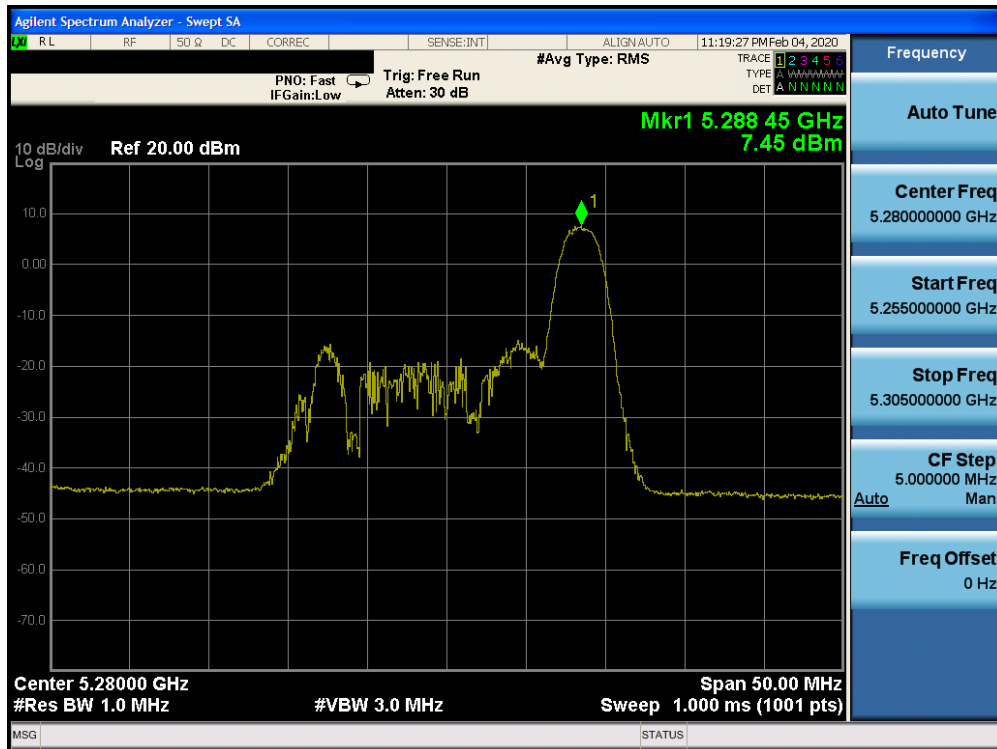 Agilent Spectrum Analyzer - Swept SA
LXI RL RF 50 Ω DC CORREC SENSE:INT ALIGN AUTO 11:19:27 PM Feb 04, 2020
Frequency
#Avg Type: RMS
TRACE 1 2 3 4 5 6
PNO: Fast Trig: Free Run
TYPE A WWWWW
IFGain:Low Atten: 30 dB
DET A N N N N N
Auto Tune
Mkr1 5.288 45 GHz
7.45 dBm
10 dB/div Ref 20.00 dBm
Log
1
10.0
0.00
-10.0
-20.0
-30.0
-40.0
-50.0
-60.0
-70.0
Center Freq
5.280000000 GHz
Start Freq
5.255000000 GHz
Stop Freq
5.305000000 GHz
CF Step
5.000000 MHz
Auto Man
Freq Offset
0 Hz
Center 5.28000 GHz Span 50.00 MHz
#Res BW 1.0 MHz #VBW 3.0 MHz Sweep 1.000 ms (1001 pts)
MSG STATUS